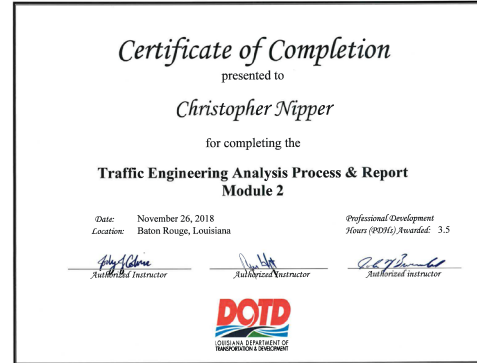 Certificate of Completion
presented to
Christopher Nipper
for completing the
Traffic Engineering Analysis Process & Report
Module 2
Date: November 26, 2018
Location: Baton Rouge, Louisiana
Professional Development
Hours (PDHs) Awarded: 3.5
Authorized Instructor
Authorized Instructor
Authorized instructor
DOTD
LOUISIANA DEPARTMENT OF
TRANSPORTATION & DEVELOPMENT